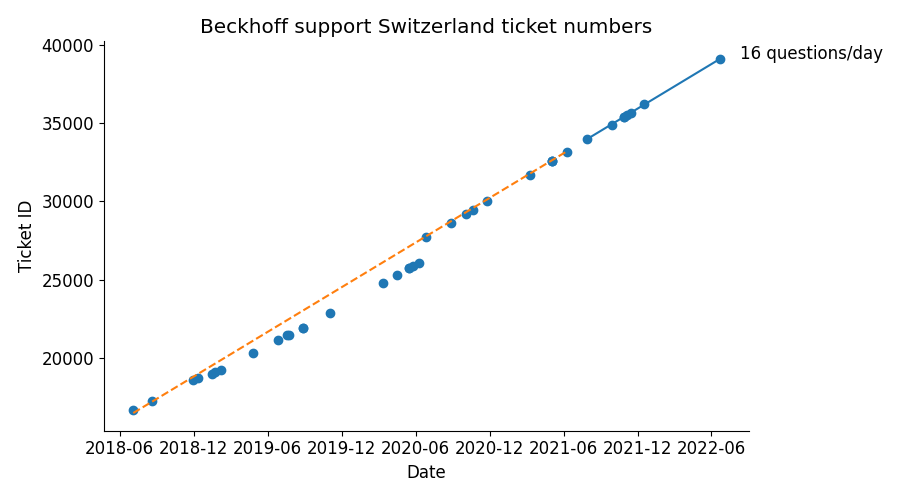 Beckhoff support Switzerland ticket numbers
16 questions/day
40000
35000
30000
25000
20000
Ticket ID
2018-06 2018-12 2019-06 2019-12 2020-06 2020-12 2021-06 2021-12 2022-06
Date